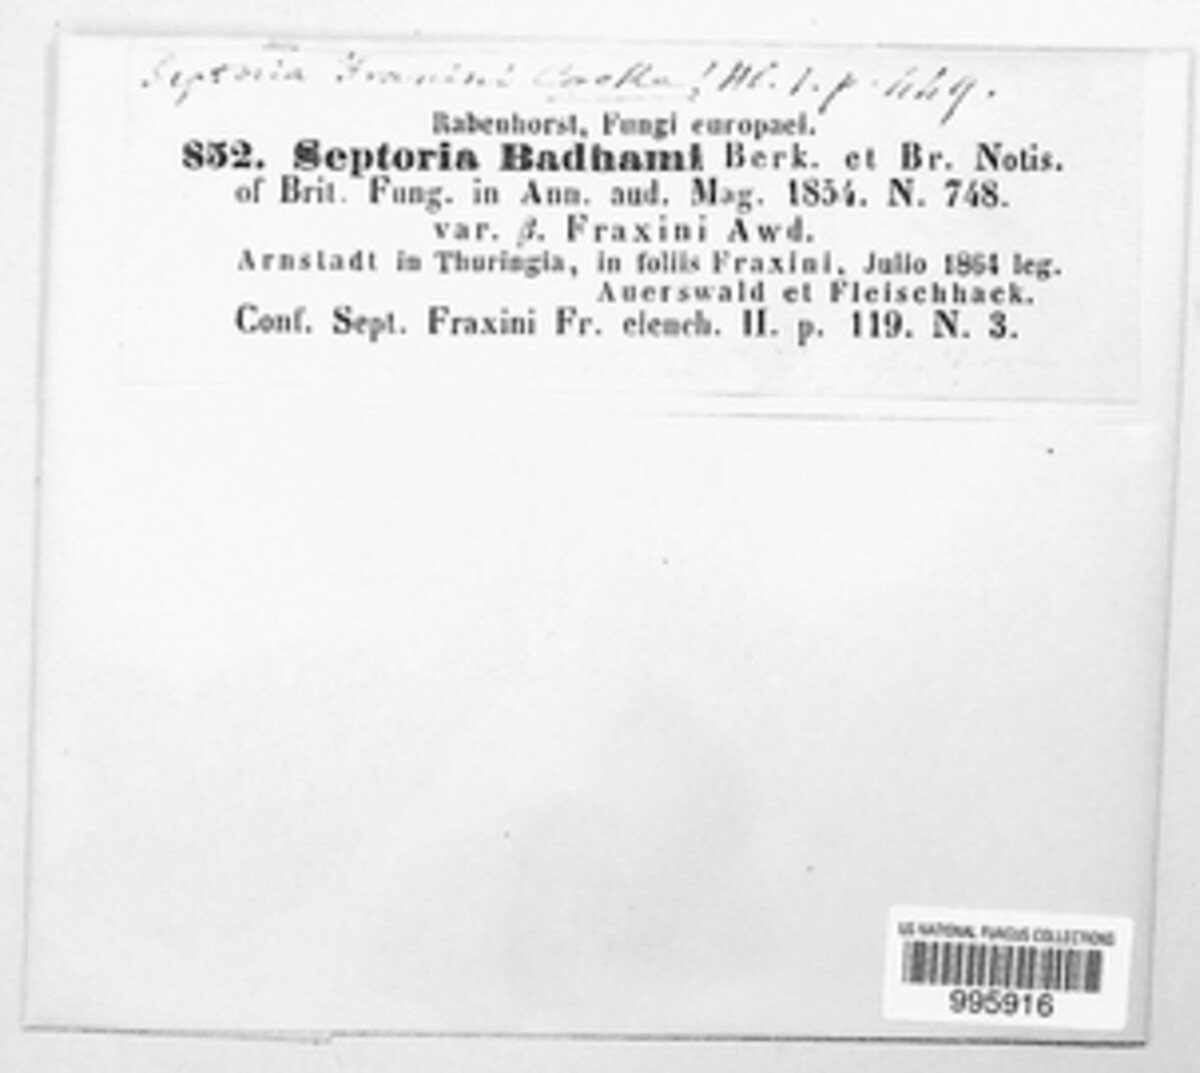 Septoria Fraxini Cooke! Hb. 1. p. 449.
Rabenhorst, Fungi europaei.
852. Septoria Badhami Berk. et Br. Notis.
of Brit. Fung. in Ann. aud. Mag. 1854. N. 748.
var. β. Fraxini Awd.
Arnstadt in Thuringia, in foliis Fraxini. Julio 1864 leg.
Auerswald et Fleischhack.
Conf. Sept. Fraxini Fr. elench. II. p. 119. N. 3.
US NATIONAL FUNGUS COLLECTIONS
995916